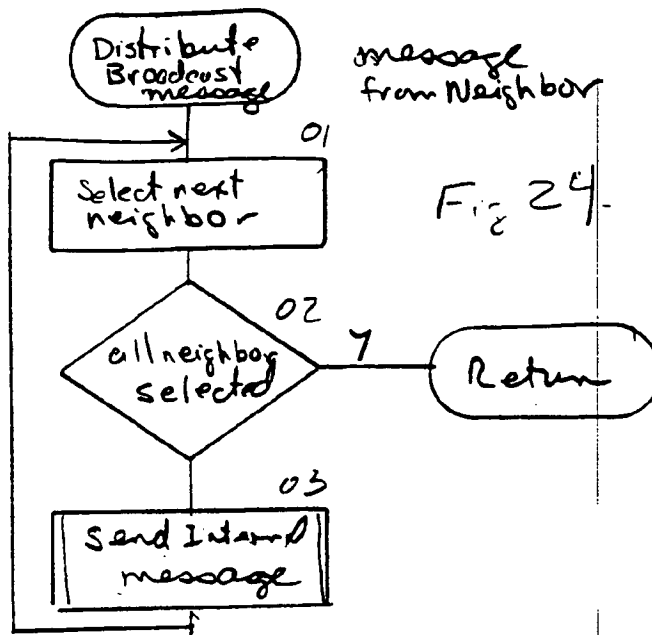 Distribute
Broadcast
message
message
from Neighbor
01
Select next
neighbor
Fig 24.
02
all neighbor
selected
Y
Return
03
Send Internal
message